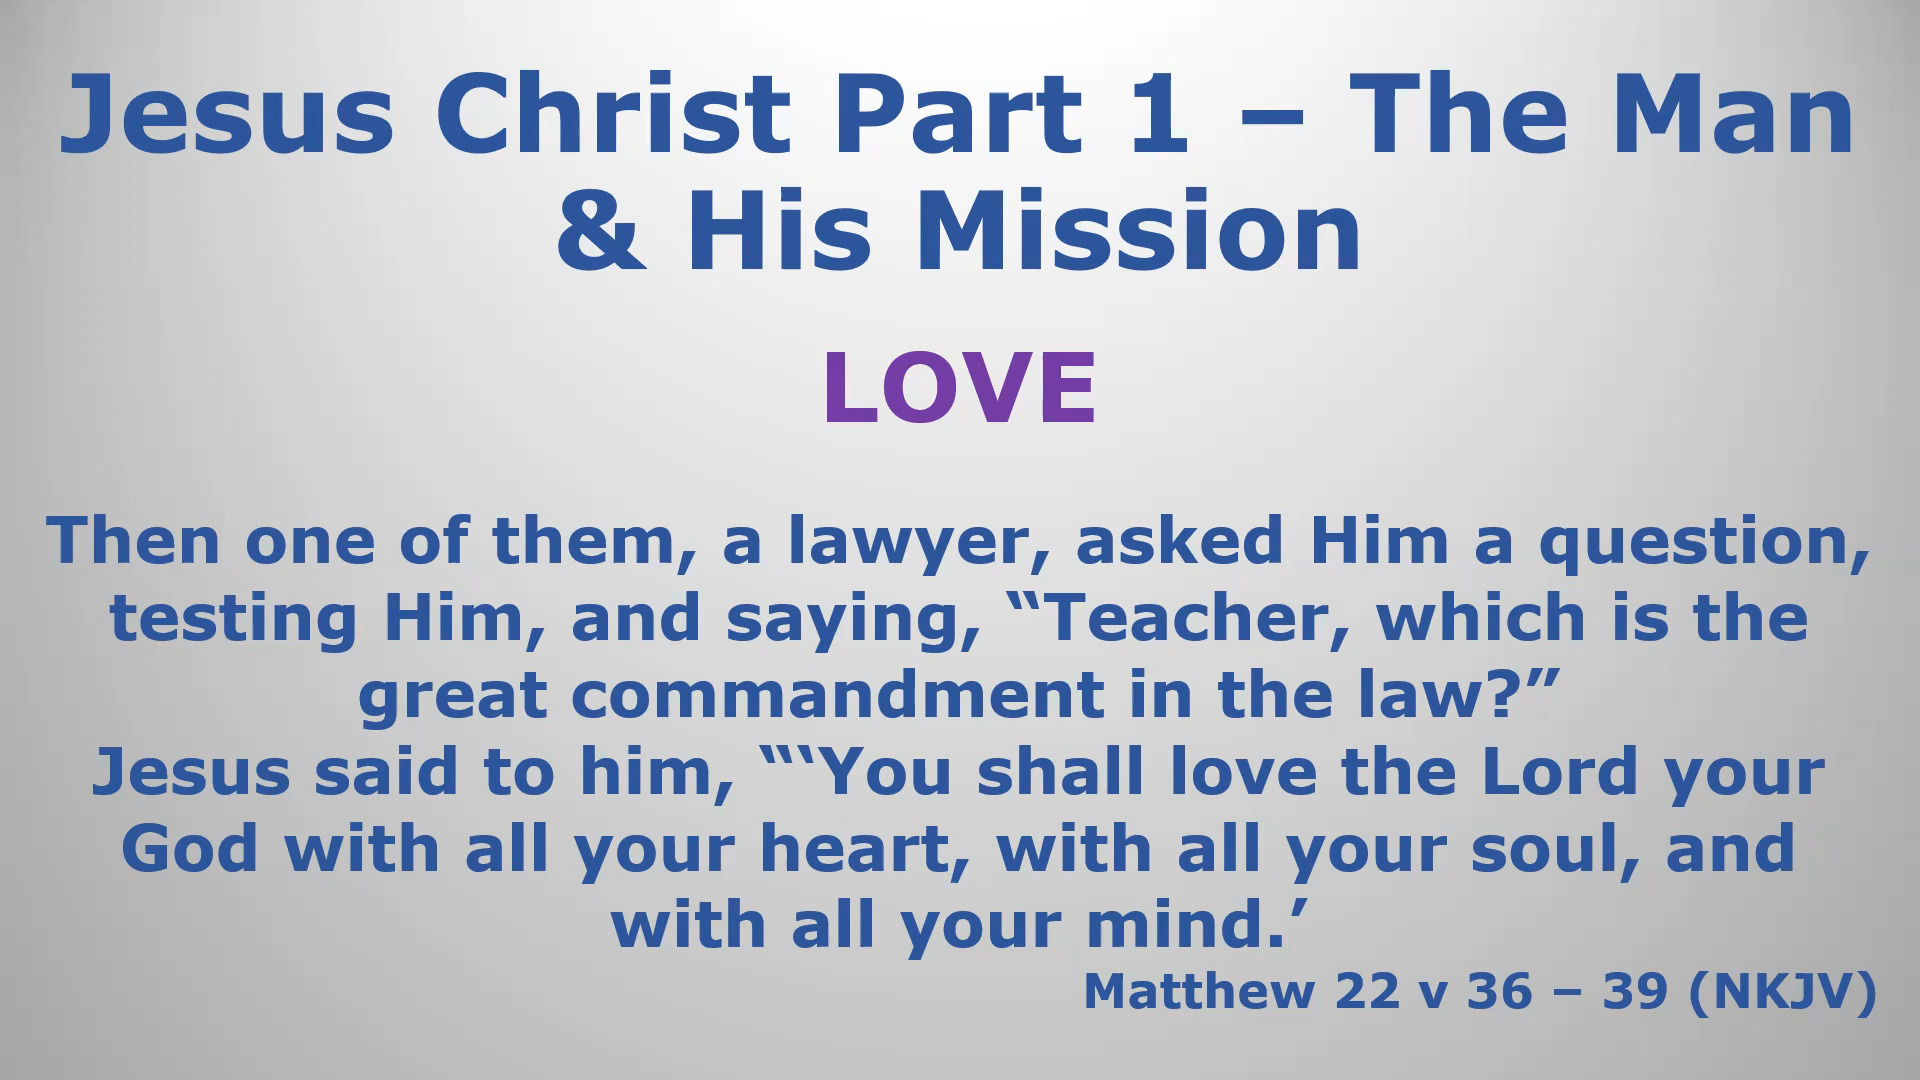 Jesus Christ Part 1 – The Man
& His Mission
LOVE
Then one of them, a lawyer, asked Him a question,
testing Him, and saying, “Teacher, which is the
great commandment in the law?”
Jesus said to him, “‘You shall love the Lord your
God with all your heart, with all your soul, and
with all your mind.’
Matthew 22 v 36 – 39 (NKJV)